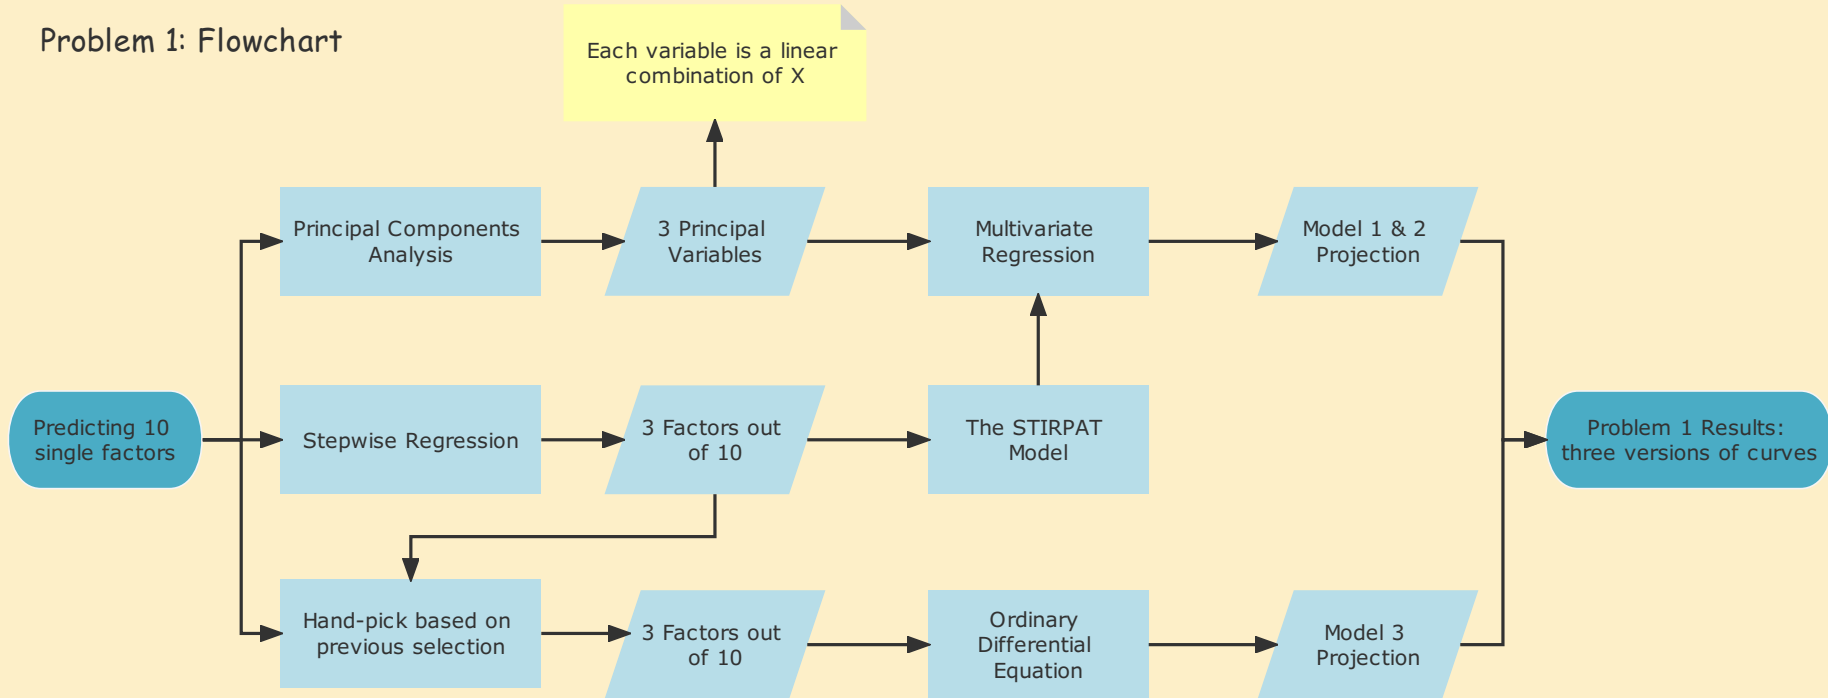 Problem 1: Flowchart
Each variable is a linear
combination of X
Principal Components
Analysis
3 Principal
Variables
Multivariate
Regression
Model 1 & 2
Projection
Predicting 10
single factors
Stepwise Regression
3 Factors out
of 10
The STIRPAT
Model
Problem 1 Results:
three versions of curves
Hand-pick based on
previous selection
3 Factors out
of 10
Ordinary
Differential
Equation
Model 3
Projection